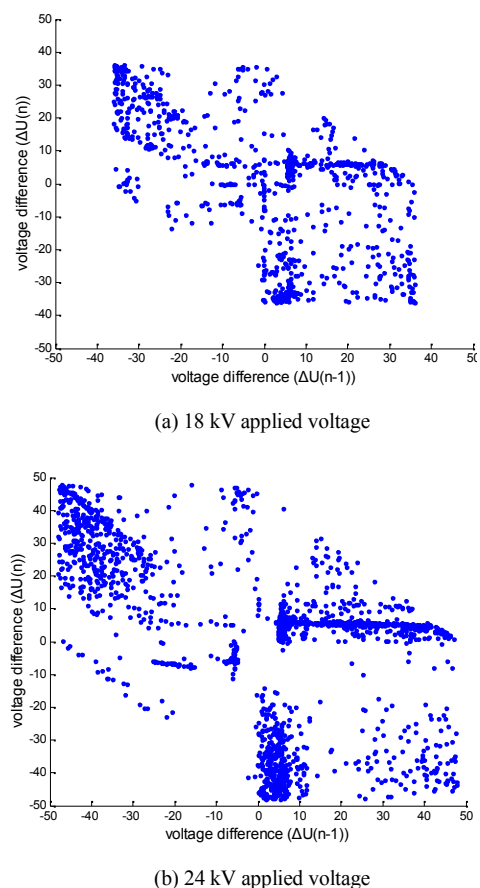 50
40
30
20
10
0
-10
-20
-30
-40
-50
voltage difference (ΔU(n))
-50 -40 -30 -20 -10 0 10 20 30 40 50
voltage difference (ΔU(n-1))
(a) 18 kV applied voltage
50
40
30
20
10
0
-10
-20
-30
-40
-50
voltage difference (ΔU(n))
-50 -40 -30 -20 -10 0 10 20 30 40 50
voltage difference (ΔU(n-1))
(b) 24 kV applied voltage